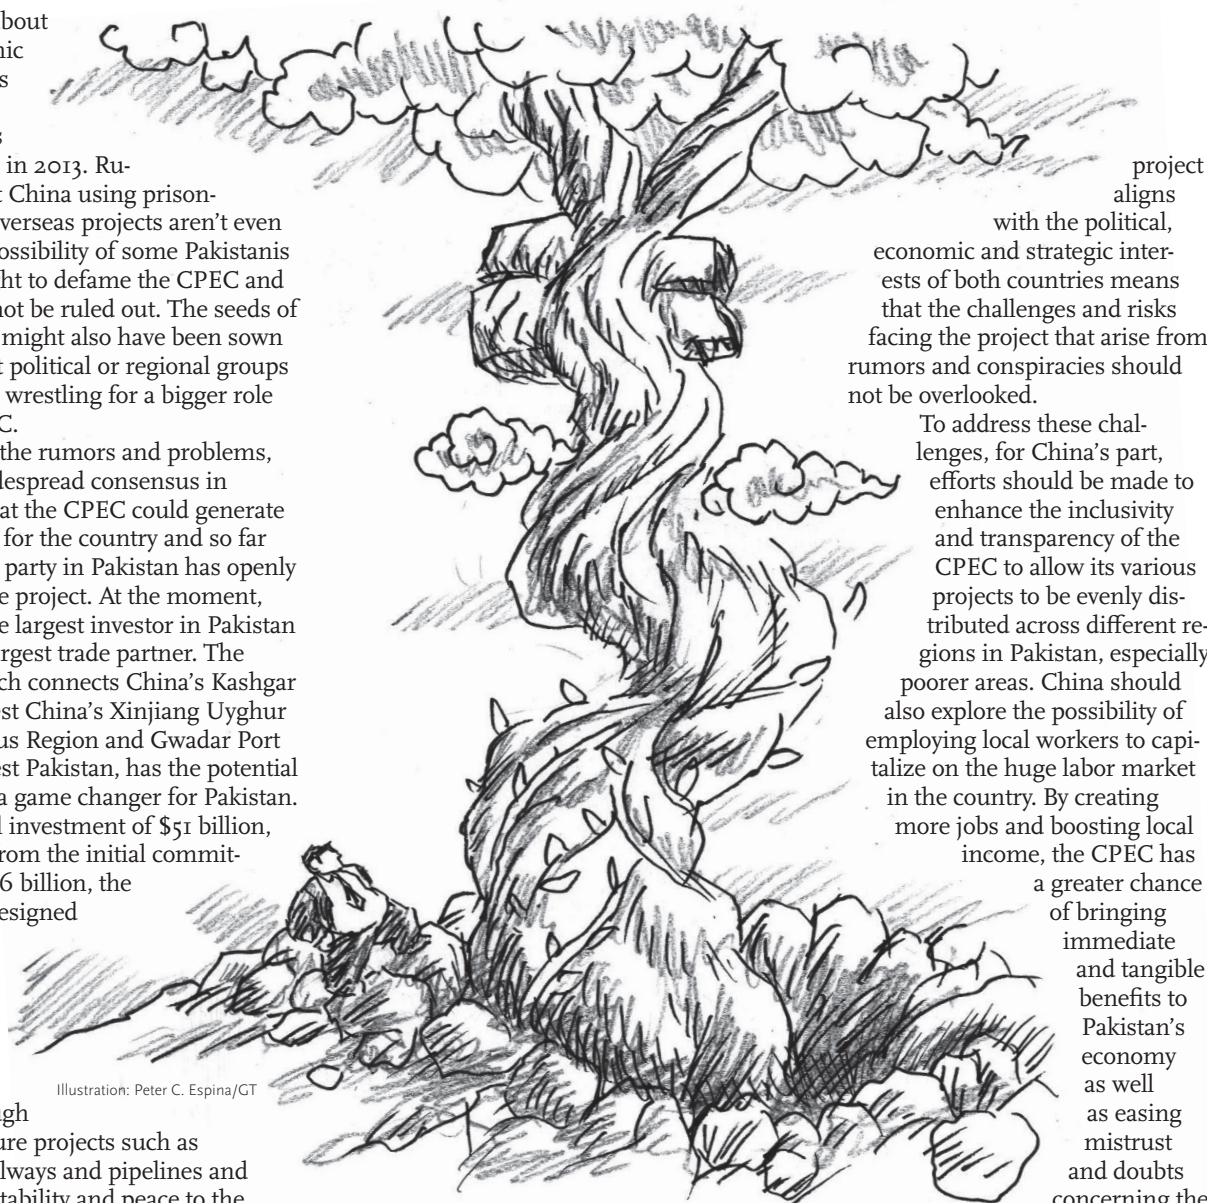 bout
nic
s
s
in 2013. Ru-
t China using prison-
verseas projects aren't even
ossibility of some Pakistanis
ht to defame the CPEC and
not be ruled out. The seeds of
might also have been sown
t political or regional groups
wrestling for a bigger role
C.
the rumors and problems,
despread consensus in
at the CPEC could generate
for the country and so far
party in Pakistan has openly
e project. At the moment,
e largest investor in Pakistan
rgest trade partner. The
ch connects China's Kashgar
est China's Xinjiang Uyghur
us Region and Gwadar Port
est Pakistan, has the potential
a game changer for Pakistan.
l investment of $51 billion,
rom the initial commit-
6 billion, the
esigned
Illustration: Peter C. Espina/GT
ugh
ure projects such as
lways and pipelines and
tability and peace to the
project
aligns
with the political,
economic and strategic inter-
ests of both countries means
that the challenges and risks
facing the project that arise from
rumors and conspiracies should
not be overlooked.
To address these chal-
lenges, for China's part,
efforts should be made to
enhance the inclusivity
and transparency of the
CPEC to allow its various
projects to be evenly dis-
tributed across different re-
gions in Pakistan, especially
poorer areas. China should
also explore the possibility of
employing local workers to capi-
talize on the huge labor market
in the country. By creating
more jobs and boosting local
income, the CPEC has
a greater chance
of bringing
immediate
and tangible
benefits to
Pakistan's
economy
as well
as easing
mistrust
and doubts
concerning the